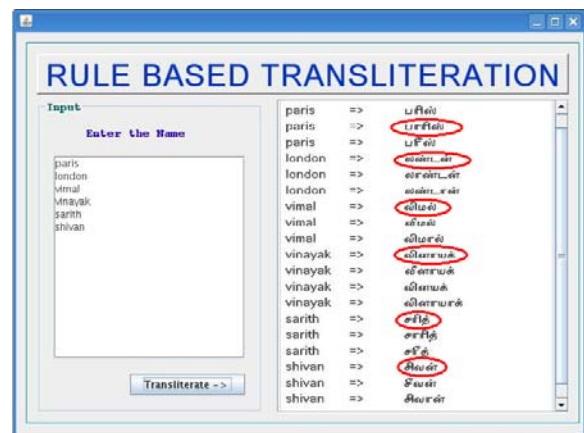 RULE BASED TRANSLITERATION
Input
Enter the Name
paris
london
vimal
vinayak
sarith
shivan
Transliterate ->
paris => பரிஸ்
paris => பாரிஸ்
paris => பரீஸ்
london => லண்டன்
london => லாண்டன்
london => லண்டான்
vimal => விமல்
vimal => வீமல்
vimal => விமால்
vinayak => வினாயக்
vinayak => வீனாயக்
vinayak => வினயக்
vinayak => வினாயாக்
sarith => சரித்
sarith => சாரித்
sarith => சரீத்
shivan => சிவன்
shivan => சீவன்
shivan => சிவான்